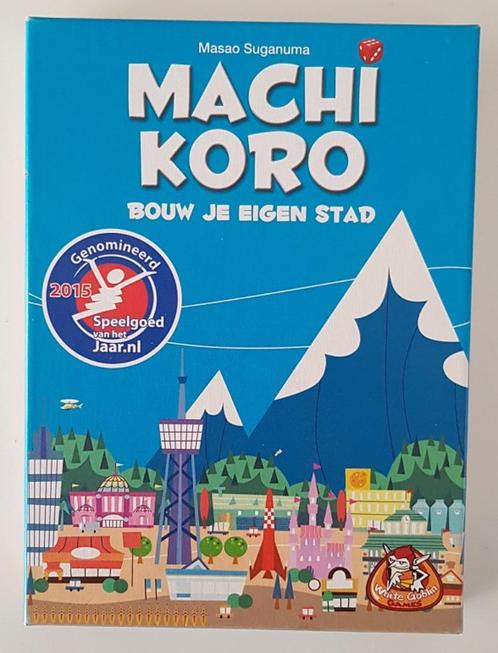 Masao Suganuma
MACHI
KORO
BOUW JE EIGEN STAD
Genomineerd
2015
Speelgoed
van het
Jaar.nl
White Goblin
GAMES